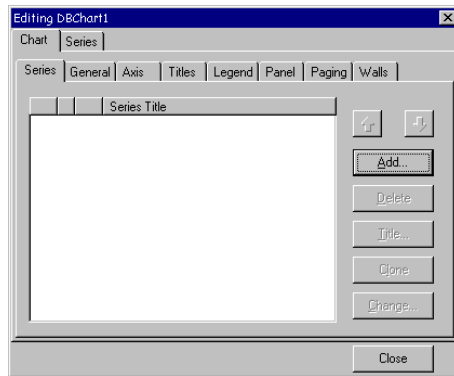 Editing DBChart1
Chart Series
Series General Axis Titles Legend Panel Paging Walls
Series Title
Add...
Delete
Title...
Clone
Change...
Close